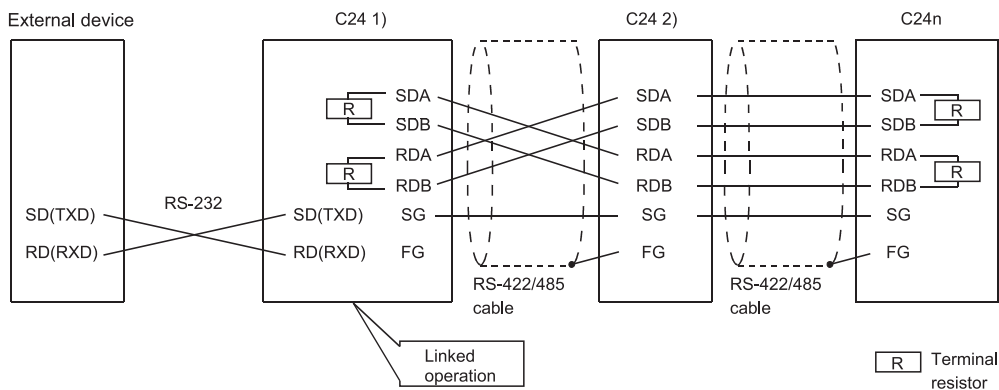 External device
C24 1)
C24 2)
C24n
R
R
SDA
SDB
RDA
RDB
SG
FG
SDA
SDB
RDA
RDB
SG
FG
SDA
SDB
RDA
RDB
SG
FG
R
R
SD(TXD)
RD(RXD)
RS-232
SD(TXD)
RD(RXD)
RS-422/485
cable
RS-422/485
cable
Linked
operation
R
Terminal
resistor